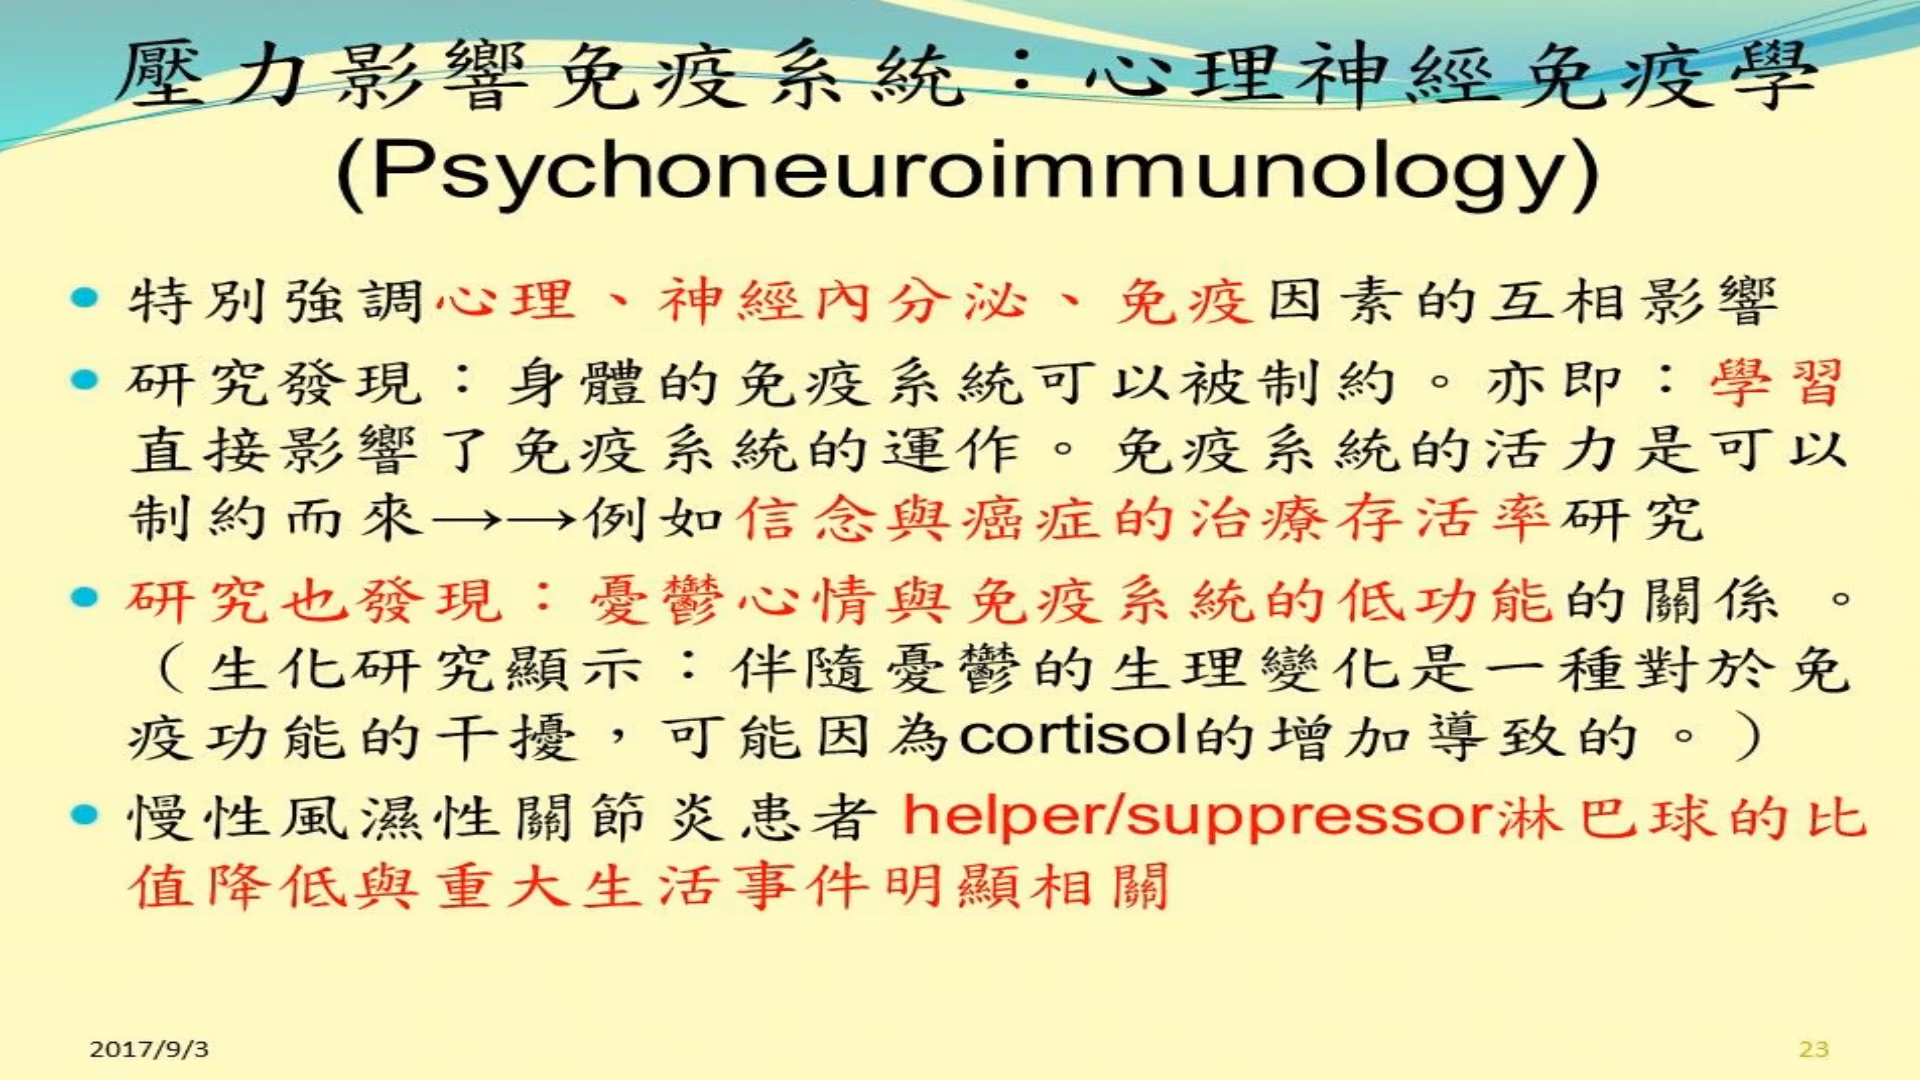 壓力影響免疫系統：心理神經免疫學
(Psychoneuroimmunology)
• 特別強調心理、神經內分泌、免疫因素的互相影響
• 研究發現：身體的免疫系統可以被制約。亦即：學習
直接影響了免疫系統的運作。免疫系統的活力是可以
制約而來→→例如信念與癌症的治療存活率研究
• 研究也發現：憂鬱心情與免疫系統的低功能的關係 。
（生化研究顯示：伴隨憂鬱的生理變化是一種對於免
疫功能的干擾，可能因為cortisol的增加導致的。）
• 慢性風濕性關節炎患者 helper/suppressor淋巴球的比
值降低與重大生活事件明顯相關
2017/9/3
23